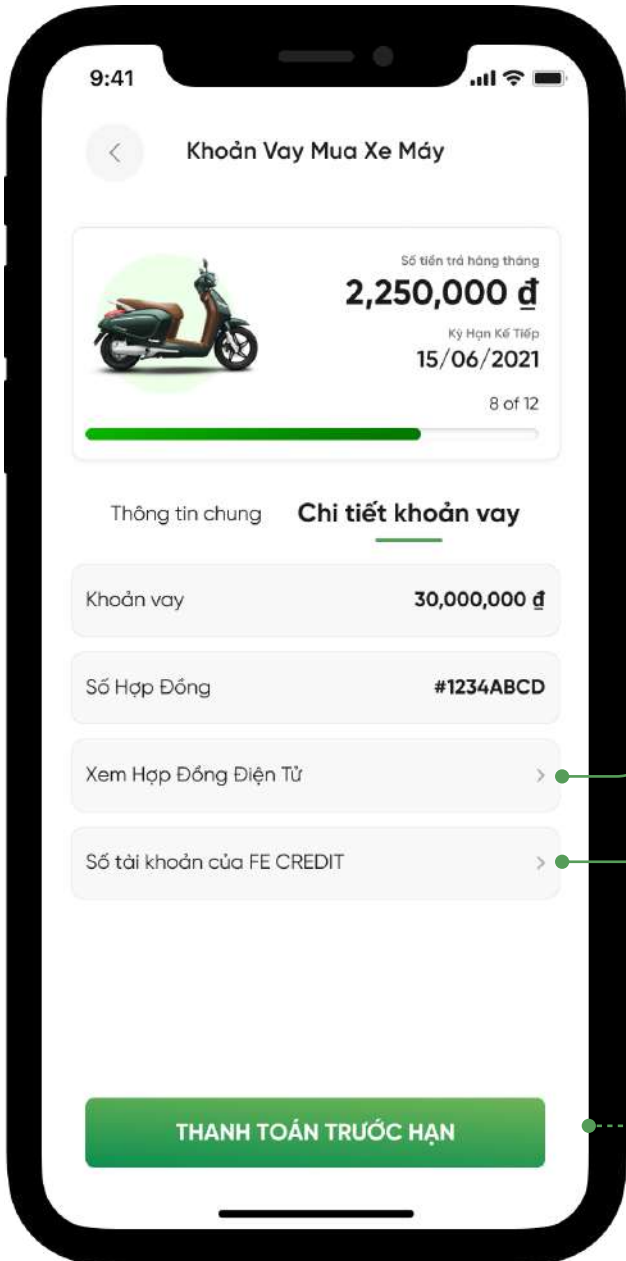 9:41
Khoản Vay Mua Xe Máy
Số tiền trả hàng tháng
2,250,000 ₫
Kỳ Hạn Kế Tiếp
15/06/2021
8 of 12
Thông tin chung Chi tiết khoản vay
Khoản vay 30,000,000 ₫
Số Hợp Đồng #1234ABCD
Xem Hợp Đồng Điện Tử
Số tài khoản của FE CREDIT
THANH TOÁN TRƯỚC HẠN